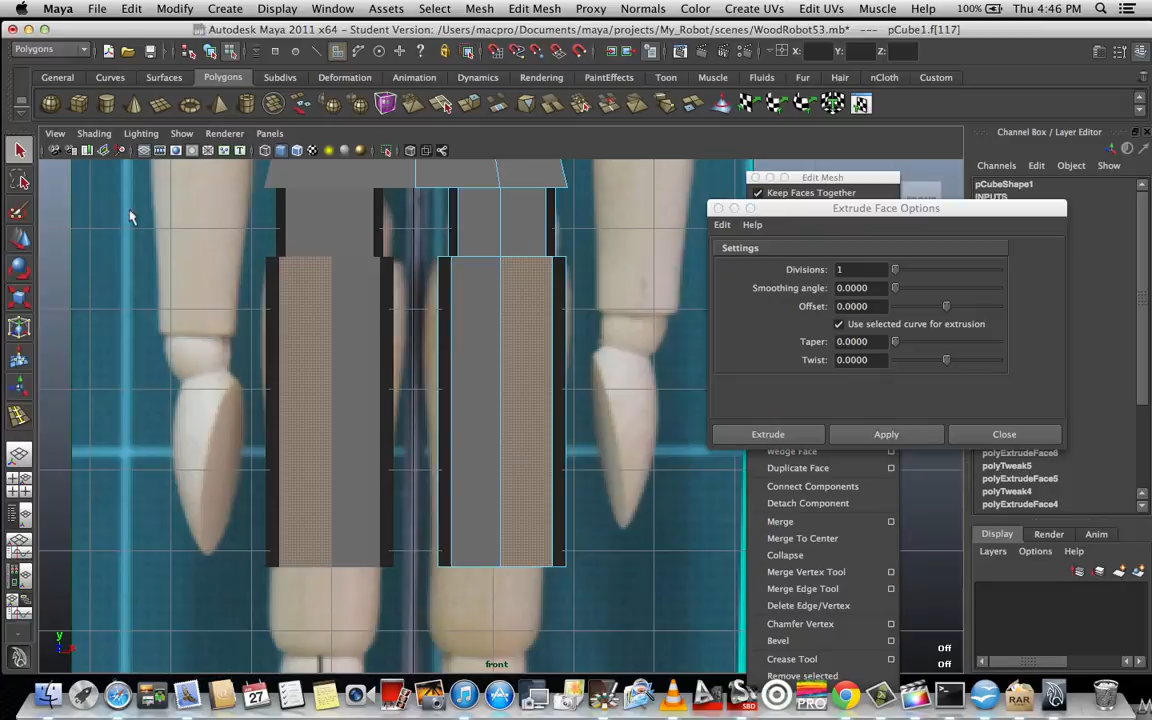 Maya File Edit Modify Create Display Window Assets Select Mesh Edit Mesh Proxy Normals Color Create UVs Edit UVs Muscle Help 100% Thu 4:46 PM
Autodesk Maya 2011 x64 - Student Version: /Users/macpro/Documents/maya/projects/My_Robot/scenes/WoodRobot53.mb* --- pCube1.f[117]
Polygons X: Y: Z:
General Curves Surfaces Polygons Subdivs Deformation Animation Dynamics Rendering PaintEffects Toon Muscle Fluids Fur Hair nCloth Custom
View Shading Lighting Show Renderer Panels
Channel Box / Layer Editor
Channels Edit Object Show
pCubeShape1
INPUTS
Edit Mesh
Keep Faces Together
Extrude Face Options
Edit Help
Settings
Divisions: 1
Smoothing angle: 0.0000
Offset: 0.0000
Use selected curve for extrusion
Taper: 0.0000
Twist: 0.0000
Extrude Apply Close
Wedge Face
Duplicate Face
Connect Components
Detach Component
Merge
Merge To Center
Collapse
Merge Vertex Tool
Merge Edge Tool
Delete Edge/Vertex
Chamfer Vertex
Bevel
Crease Tool
Remove selected
polyExtrudeFace6
polyTweak5
polyExtrudeFace5
polyTweak4
polyExtrudeFace4
Display Render Anim
Layers Options Help
Off
Off
y
front
27
SBD
PRO
RAR